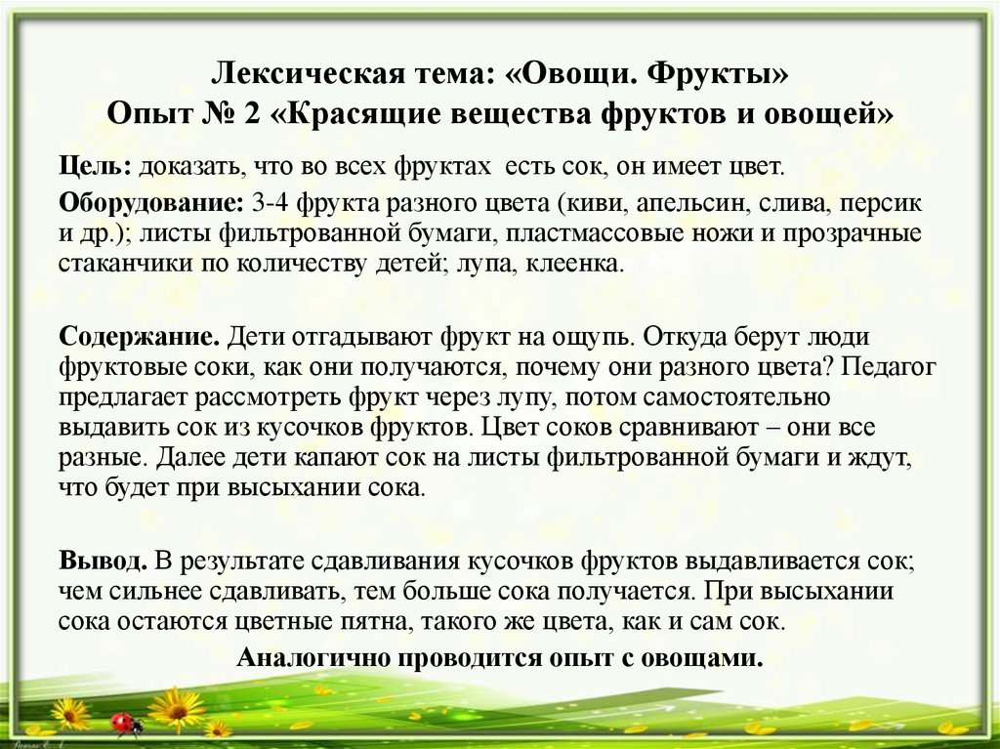 Лексическая тема: «Овощи. Фрукты»
Опыт № 2 «Красящие вещества фруктов и овощей»
Цель: доказать, что во всех фруктах есть сок, он имеет цвет.
Оборудование: 3-4 фрукта разного цвета (киви, апельсин, слива, персик
и др.); листы фильтрованной бумаги, пластмассовые ножи и прозрачные
стаканчики по количеству детей; лупа, клеенка.
Содержание. Дети отгадывают фрукт на ощупь. Откуда берут люди
фруктовые соки, как они получаются, почему они разного цвета? Педагог
предлагает рассмотреть фрукт через лупу, потом самостоятельно
выдавить сок из кусочков фруктов. Цвет соков сравнивают – они все
разные. Далее дети капают сок на листы фильтрованной бумаги и ждут,
что будет при высыхании сока.
Вывод. В результате сдавливания кусочков фруктов выдавливается сок;
чем сильнее сдавливать, тем больше сока получается. При высыхании
сока остаются цветные пятна, такого же цвета, как и сам сок.
Аналогично проводится опыт с овощами.